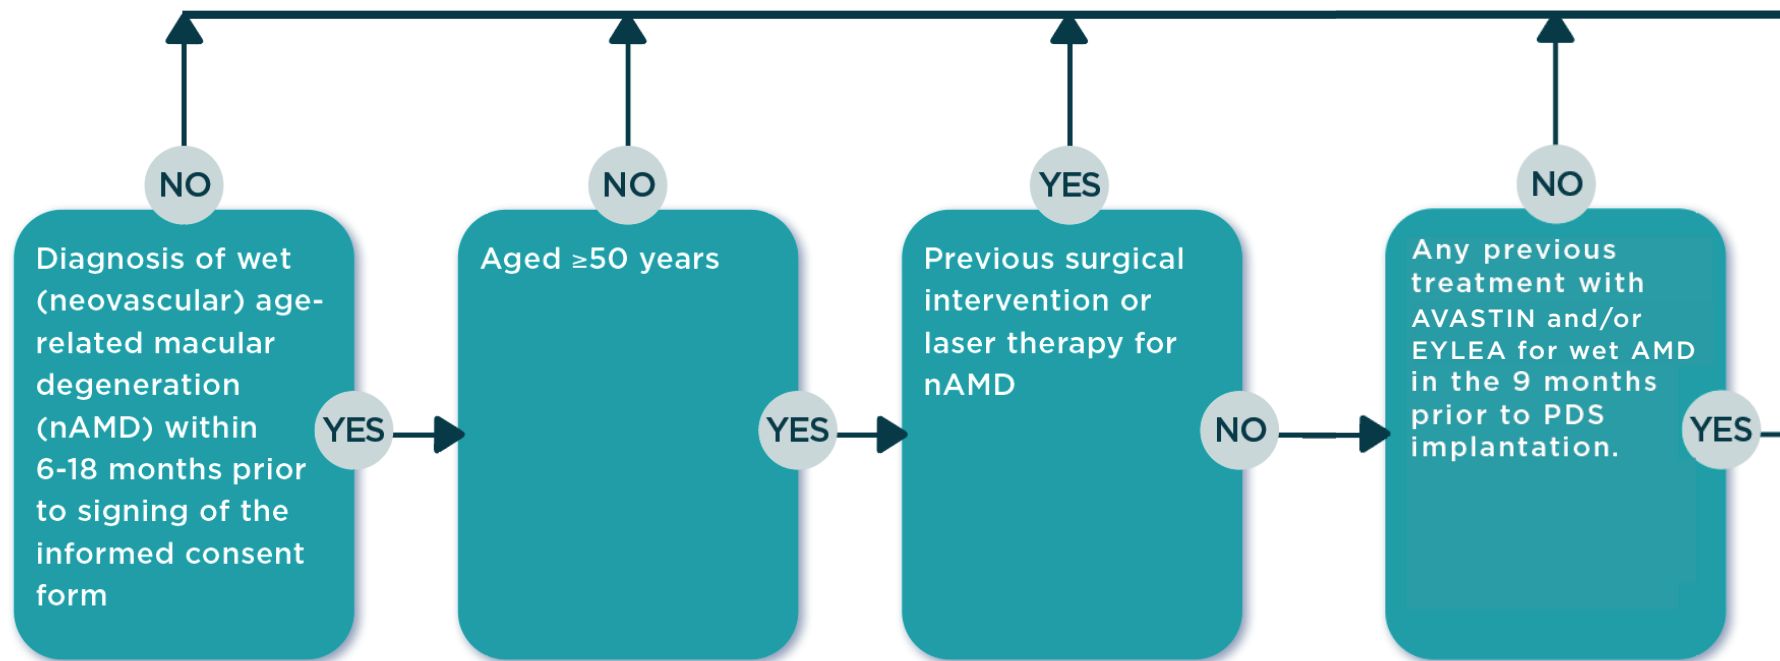 NO
NO
YES
NO
Diagnosis of wet
(neovascular) age-
related macular
degeneration
(nAMD) within
6-18 months prior
to signing of the
informed consent
form
YES
Aged ≥50 years
YES
Previous surgical
intervention or
laser therapy for
nAMD
NO
Any previous
treatment with
AVASTIN and/or
EYLEA for wet AMD
in the 9 months
prior to PDS
implantation.
YES